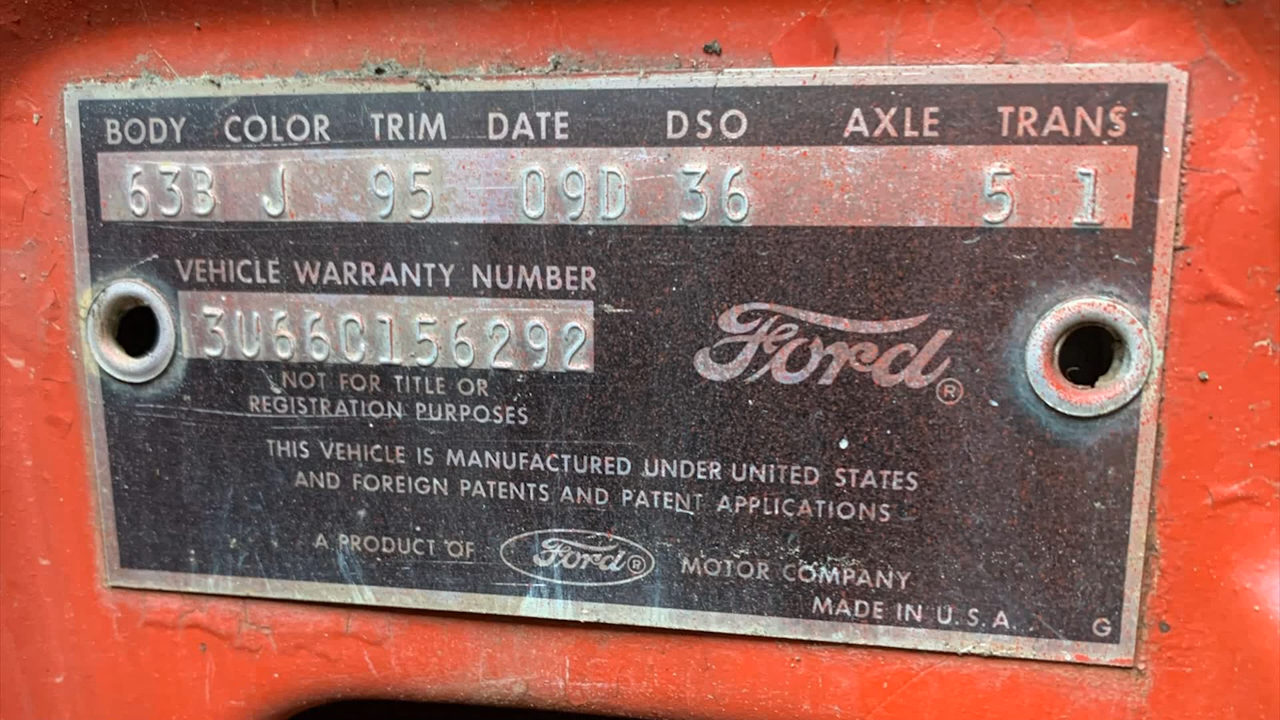 BODY COLOR TRIM DATE DSO AXLE TRANS
63B J 95 09D 36 5 1
VEHICLE WARRANTY NUMBER
3U66C156292
NOT FOR TITLE OR
REGISTRATION PURPOSES
Ford®
THIS VEHICLE IS MANUFACTURED UNDER UNITED STATES
AND FOREIGN PATENTS AND PATENT APPLICATIONS
A PRODUCT OF Ford® MOTOR COMPANY
MADE IN U.S.A. G